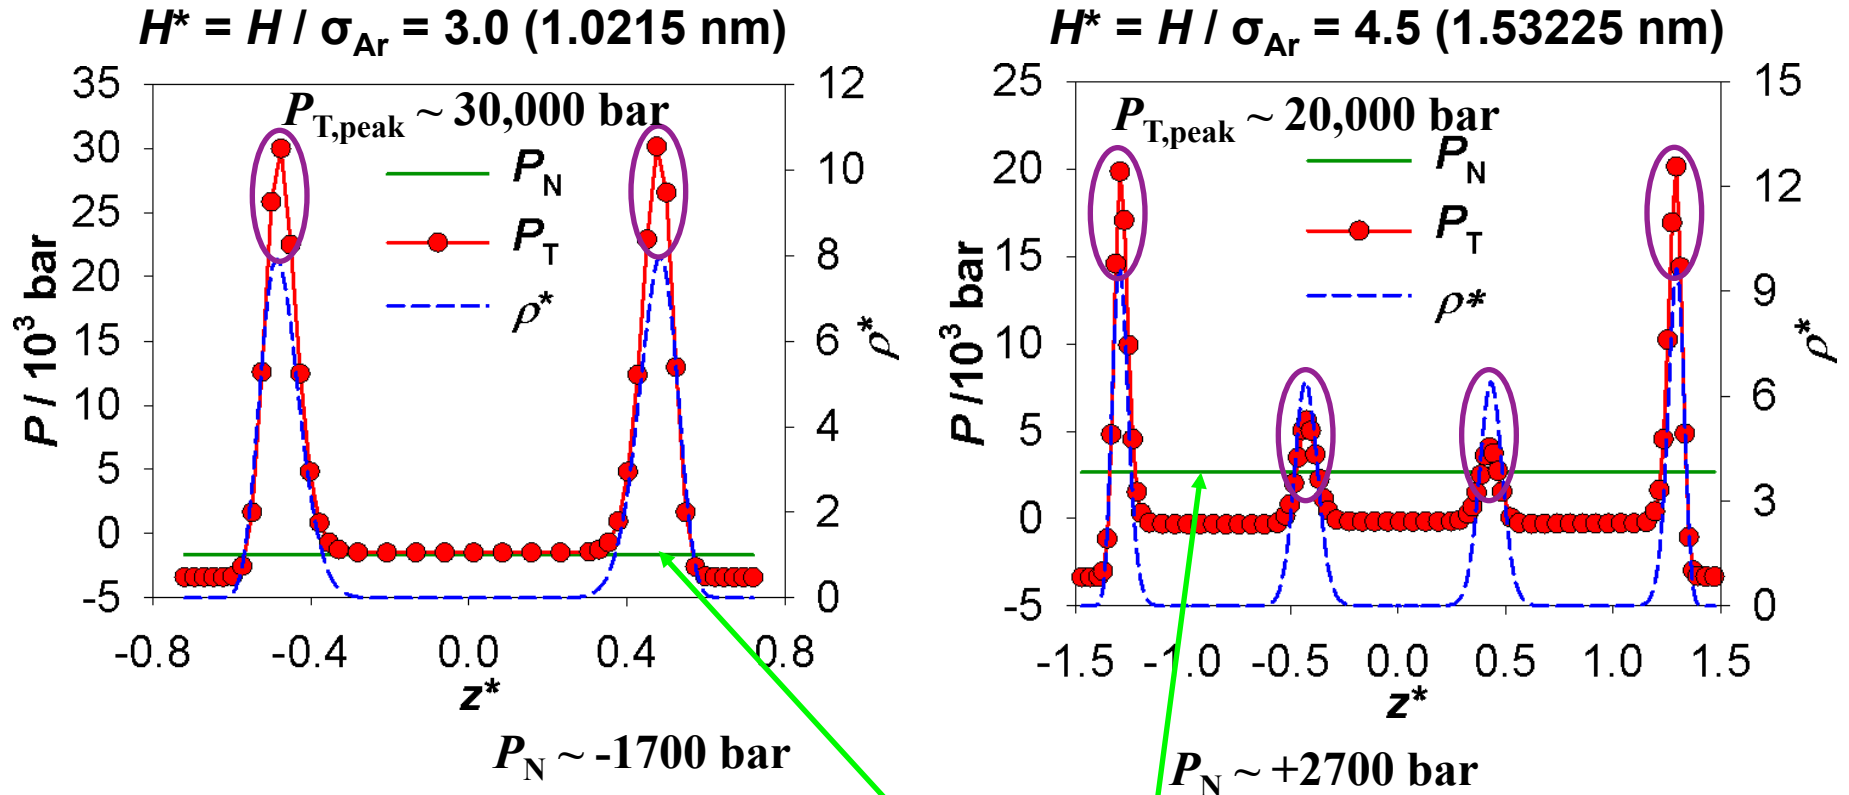 H* = H / σAr = 3.0 (1.0215 nm)
35
30
25
20
15
10
5
0
-5
P / 10³ bar
PT,peak ~ 30,000 bar
PN
PT
ρ*
12
10
8
6
4
2
0
ρ*
-0.8 -0.4 0.0 0.4 0.8
z*
PN ~ -1700 bar
H* = H / σAr = 4.5 (1.53225 nm)
25
20
15
10
5
0
-5
P /10³ bar
PT,peak ~ 20,000 bar
PN
PT
ρ*
15
12
9
6
3
0
ρ*
-1.5 -1.0 -0.5 0.0 0.5 1.0 1.5
z*
PN ~ +2700 bar